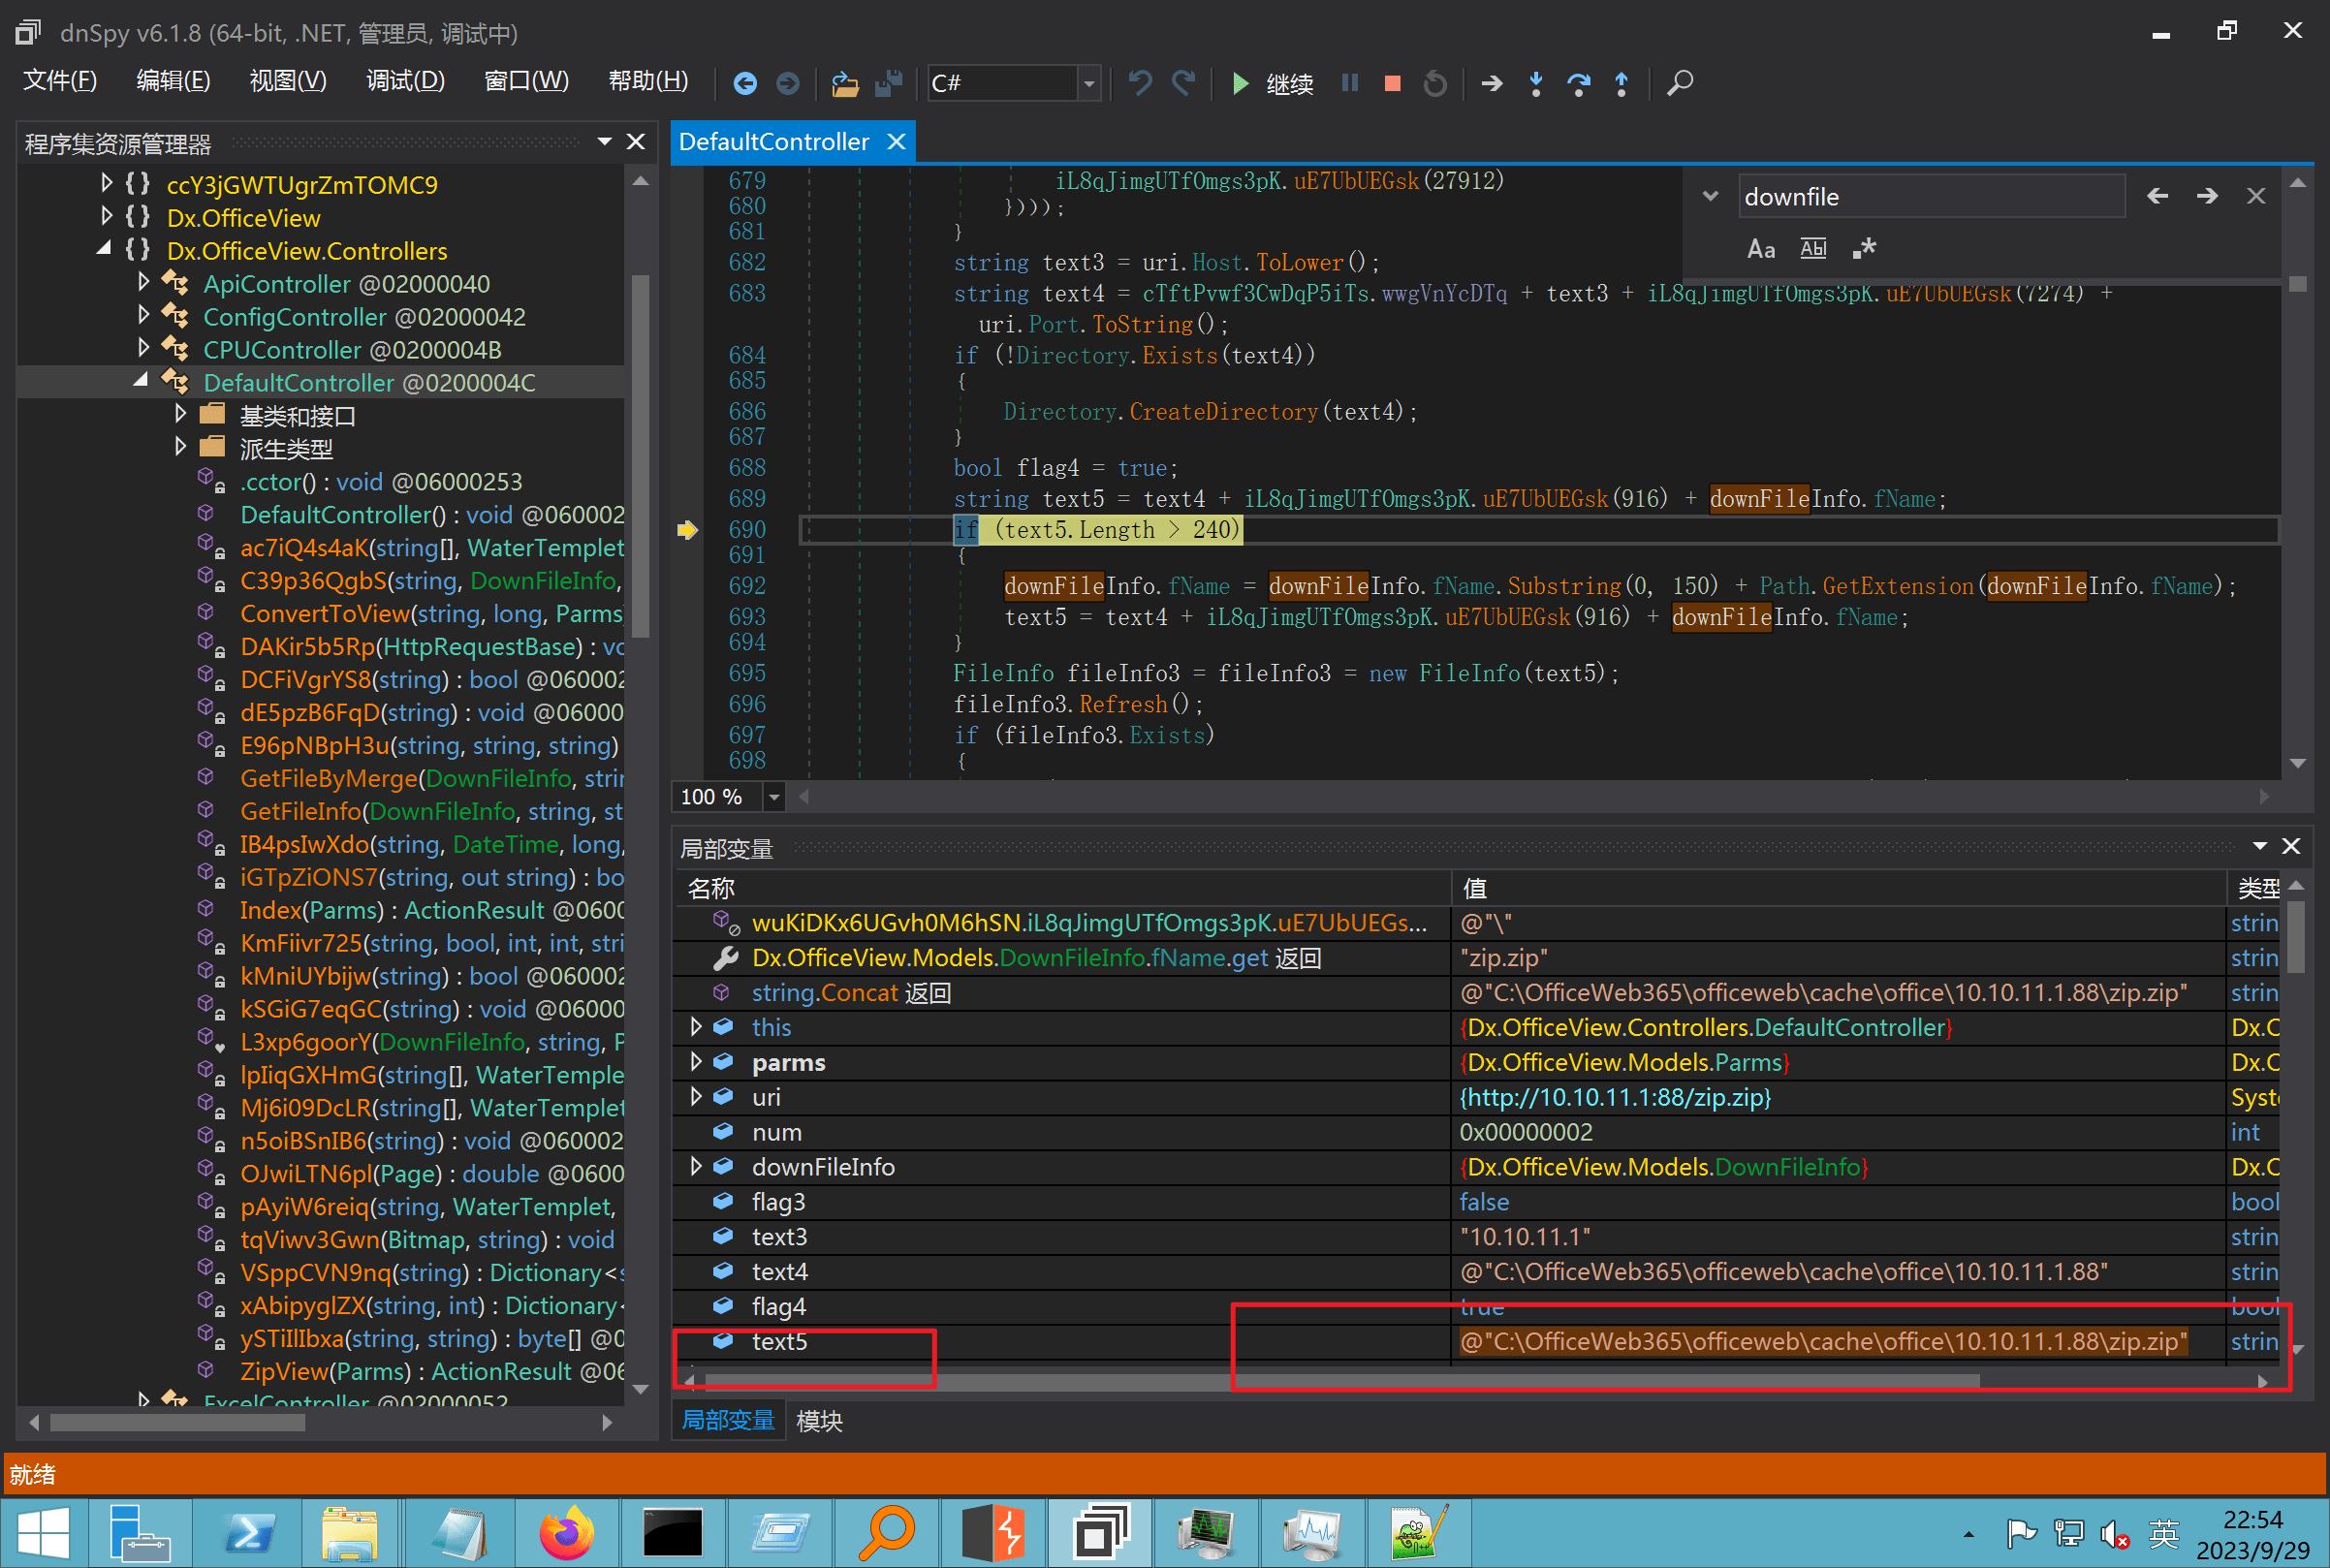 dnSpy v6.1.8 (64-bit, .NET, 管理员, 调试中)
文件(F) 编辑(E) 视图(V) 调试(D) 窗口(W) 帮助(H) C# 继续
程序集资源管理器
ccY3jGWTUgrZmTOMC9
Dx.OfficeView
Dx.OfficeView.Controllers
ApiController @02000040
ConfigController @02000042
CPUController @0200004B
DefaultController @0200004C
基类和接口
派生类型
.cctor() : void @06000253
DefaultController() : void @060002
ac7iQ4s4aK(string[], WaterTemplet
C39p36QgbS(string, DownFileInfo,
ConvertToView(string, long, Parms
DAKir5b5Rp(HttpRequestBase) : vo
DCFiVgrYS8(string) : bool @060002
dE5pzB6FqD(string) : void @06000
E96pNBpH3u(string, string, string)
GetFileByMerge(DownFileInfo, strin
GetFileInfo(DownFileInfo, string, st
IB4psIwXdo(string, DateTime, long,
iGTpZiONS7(string, out string) : bo
Index(Parms) : ActionResult @0600
KmFiivr725(string, bool, int, int, stri
kMniUYbijw(string) : bool @060002
kSGiG7eqGC(string) : void @06000
L3xp6goorY(DownFileInfo, string, P
lpIiqGXHmG(string[], WaterTemple
Mj6i09DcLR(string[], WaterTemplet
n5oiBSnIB6(string) : void @060002
OJwiLTN6pl(Page) : double @0600
pAyiW6reiq(string, WaterTemplet,
tqViwv3Gwn(Bitmap, string) : void
VSppCVN9nq(string) : Dictionary<s
xAbipyglZX(string, int) : Dictionary<
ySTiIlIbxa(string, string) : byte[] @0
ZipView(Parms) : ActionResult @06
ExcelController @02000052
DefaultController
downfile
Aa Abl .*
679 iL8qJimgUTfOmgs3pK.uE7UbUEGsk(27912)
680 }))));
681 }
682 string text3 = uri.Host.ToLower();
683 string text4 = cTftPvwf3CwDqP5iTs.wwgVnYcDTq + text3 + iL8qJimgUTfOmgs3pK.uE7UbUEGsk(7274) +
uri.Port.ToString();
684 if (!Directory.Exists(text4))
685 {
686 Directory.CreateDirectory(text4);
687 }
688 bool flag4 = true;
689 string text5 = text4 + iL8qJimgUTfOmgs3pK.uE7UbUEGsk(916) + downFileInfo.fName;
690 if (text5.Length > 240)
691 {
692 downFileInfo.fName = downFileInfo.fName.Substring(0, 150) + Path.GetExtension(downFileInfo.fName);
693 text5 = text4 + iL8qJimgUTfOmgs3pK.uE7UbUEGsk(916) + downFileInfo.fName;
694 }
695 FileInfo fileInfo3 = fileInfo3 = new FileInfo(text5);
696 fileInfo3.Refresh();
697 if (fileInfo3.Exists)
698 {
100 %
局部变量
名称 值 类型
wuKiDKx6UGvh0M6hSN.iL8qJimgUTfOmgs3pK.uE7UbUEGs... @"\" strin
Dx.OfficeView.Models.DownFileInfo.fName.get 返回 "zip.zip" strin
string.Concat 返回 @"C:\OfficeWeb365\officeweb\cache\office\10.10.11.1.88\zip.zip" strin
this {Dx.OfficeView.Controllers.DefaultController} Dx.O
parms {Dx.OfficeView.Models.Parms} Dx.O
uri {http://10.10.11.1:88/zip.zip} Syste
num 0x00000002 int
downFileInfo {Dx.OfficeView.Models.DownFileInfo} Dx.O
flag3 false bool
text3 "10.10.11.1" strin
text4 @"C:\OfficeWeb365\officeweb\cache\office\10.10.11.1.88" strin
flag4 true bool
text5 @"C:\OfficeWeb365\officeweb\cache\office\10.10.11.1.88\zip.zip" strin
局部变量 模块
就绪
英
22:54
2023/9/29